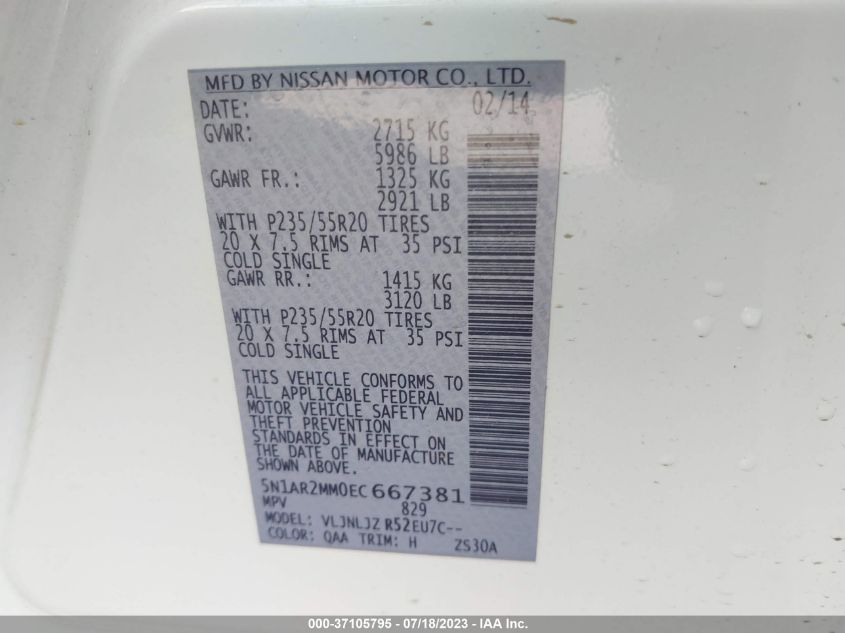 MFD BY NISSAN MOTOR CO., LTD.
DATE: 02/14
GVWR: 2715 KG
5986 LB
GAWR FR.: 1325 KG
2921 LB
WITH P235/55R20 TIRES
20 X 7.5 RIMS AT 35 PSI
COLD SINGLE
GAWR RR.: 1415 KG
3120 LB
WITH P235/55R20 TIRES
20 X 7.5 RIMS AT 35 PSI
COLD SINGLE
THIS VEHICLE CONFORMS TO
ALL APPLICABLE FEDERAL
MOTOR VEHICLE SAFETY AND
THEFT PREVENTION
STANDARDS IN EFFECT ON
THE DATE OF MANUFACTURE
SHOWN ABOVE.
5N1AR2MM0EC667381
MPV 829
MODEL: VLJNLJZ R52EU7C--
COLOR: QAA TRIM: H ZS30A
000-37105795 - 07/18/2023 - IAA Inc.